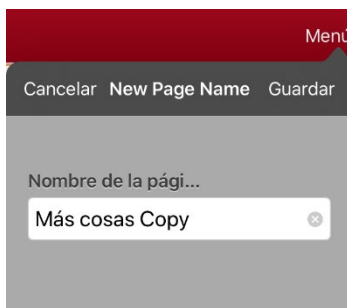 Menú
Cancelar New Page Name Guardar
Nombre de la pági...
Más cosas Copy